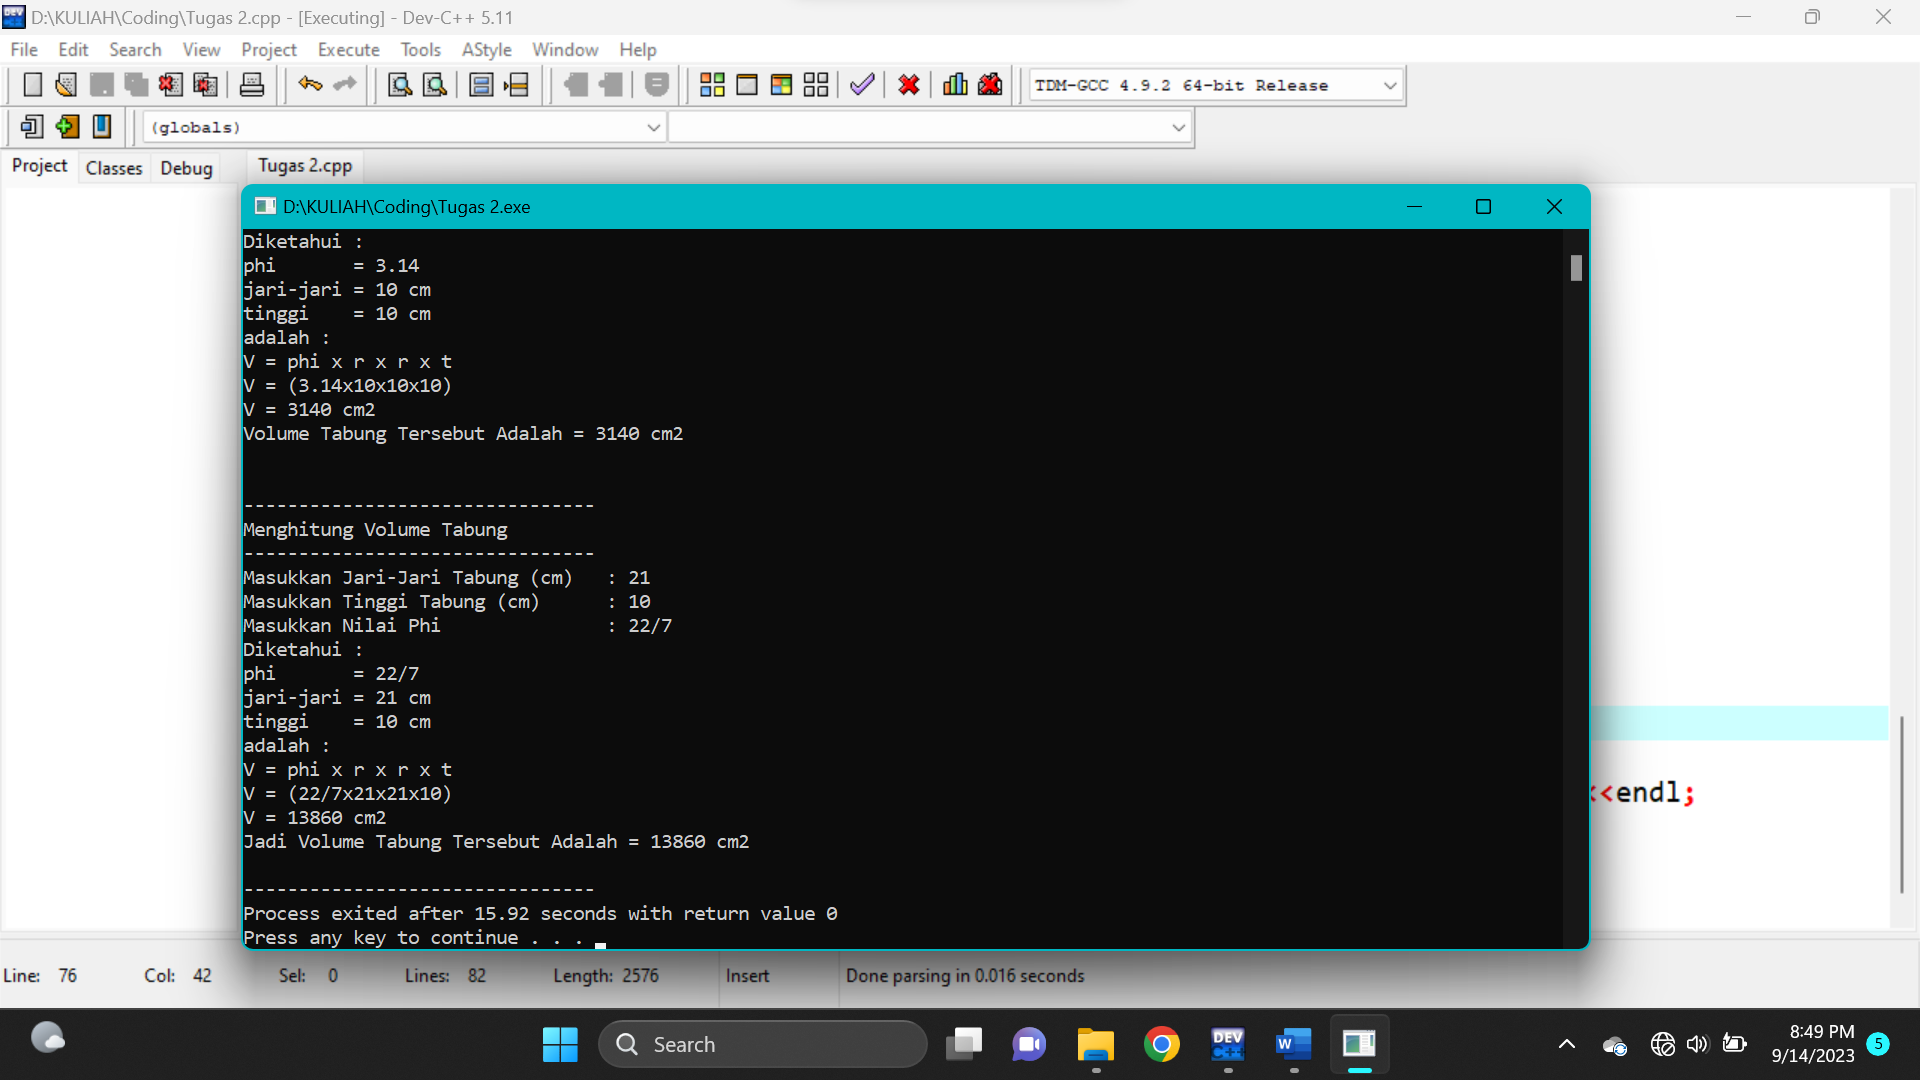 D:\KULIAH\Coding\Tugas 2.cpp - [Executing] - Dev-C++ 5.11
File Edit Search View Project Execute Tools AStyle Window Help
TDM-GCC 4.9.2 64-bit Release
(globals)
Project Classes Debug Tugas 2.cpp
D:\KULIAH\Coding\Tugas 2.exe
Diketahui :
phi       = 3.14
jari-jari = 10 cm
tinggi    = 10 cm
adalah :
V = phi x r x r x t
V = (3.14x10x10x10)
V = 3140 cm2
Volume Tabung Tersebut Adalah = 3140 cm2
--------------------------------
Menghitung Volume Tabung
--------------------------------
Masukkan Jari-Jari Tabung (cm)   : 21
Masukkan Tinggi Tabung (cm)      : 10
Masukkan Nilai Phi               : 22/7
Diketahui :
phi       = 22/7
jari-jari = 21 cm
tinggi    = 10 cm
adalah :
V = phi x r x r x t
V = (22/7x21x21x10)
V = 13860 cm2
Jadi Volume Tabung Tersebut Adalah = 13860 cm2
--------------------------------
Process exited after 15.92 seconds with return value 0
Press any key to continue . . .
<<endl;
Line: 76 Col: 42 Sel: 0 Lines: 82 Length: 2576 Insert Done parsing in 0.016 seconds
Search
DEV C++
W
8:49 PM
9/14/2023
5